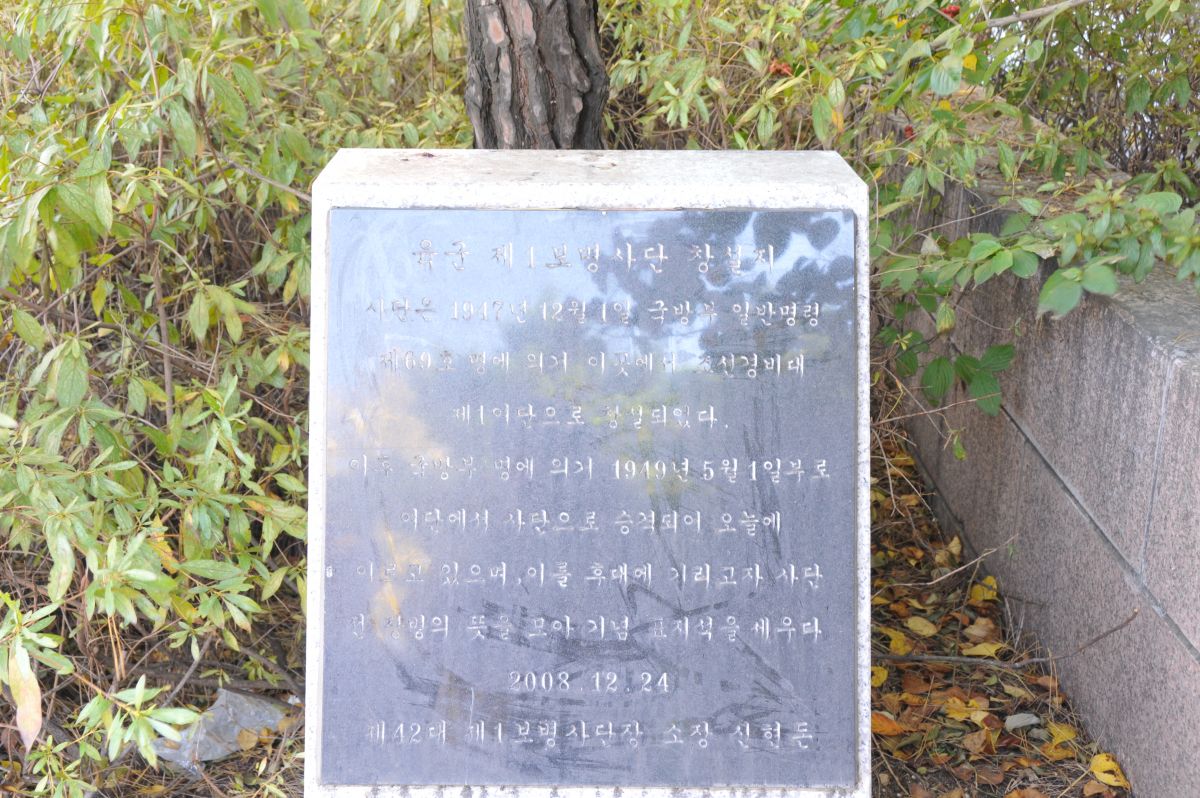 육군 제1보병사단 창설지
사단은 1947년 12월 1일 국방부 일반명령
제69호 명에 의거 이곳에서 조선경비대
제1여단으로 창설되었다.
이후 국방부 명에 의거 1949년 5월 1일부로
여단에서 사단으로 승격되어 오늘에
이르고 있으며,이를 후대에 기리고자 사단
전 장병의 뜻을 모아 기념 표지석을 세우다
2008.12.24
제42대 제1보병사단장 소장 신현돈